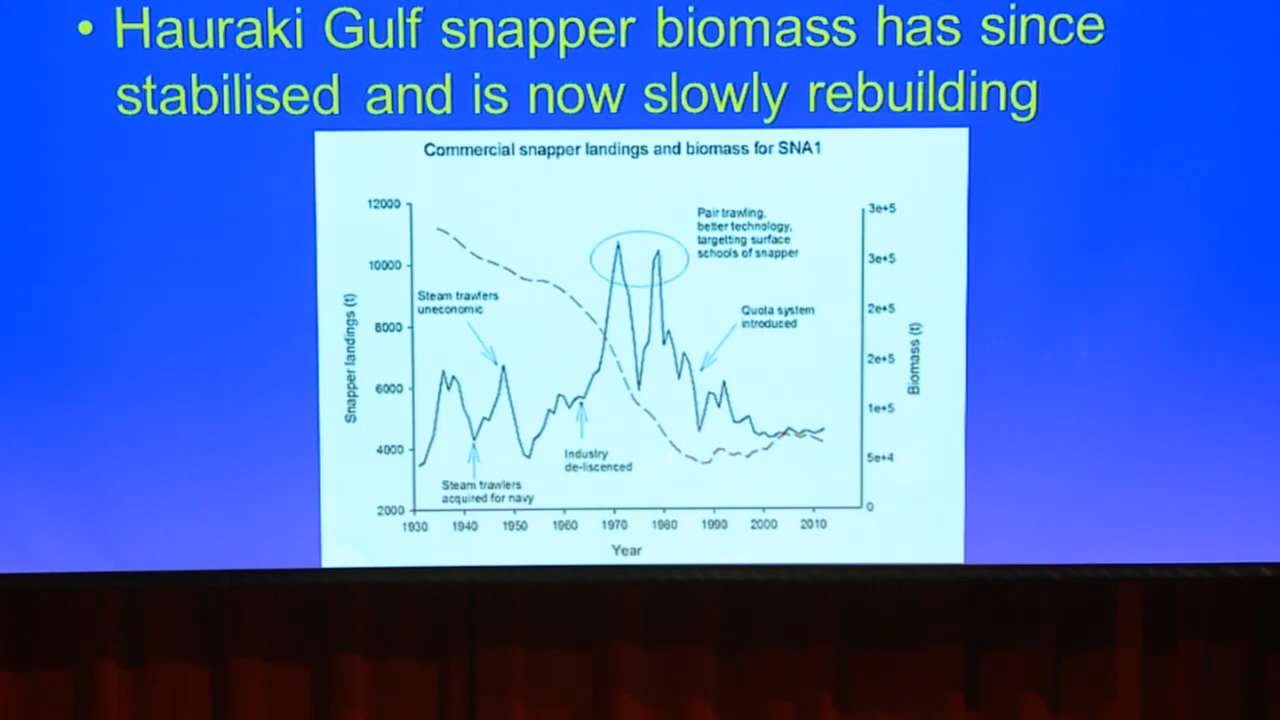 • Hauraki Gulf snapper biomass has since
stabilised and is now slowly rebuilding
Commercial snapper landings and biomass for SNA1
12000
10000
8000
6000
4000
2000
Snapper landings (t)
Steam trawlers
uneconomic
Steam trawlers
acquired for navy
Industry
de-liscenced
Pair trawling,
better technology,
targetting surface
schools of snapper
Quota system
introduced
3e+5
3e+5
2e+5
2e+5
1e+5
5e+4
0
Biomass (t)
1930 1940 1950 1960 1970 1980 1990 2000 2010
Year